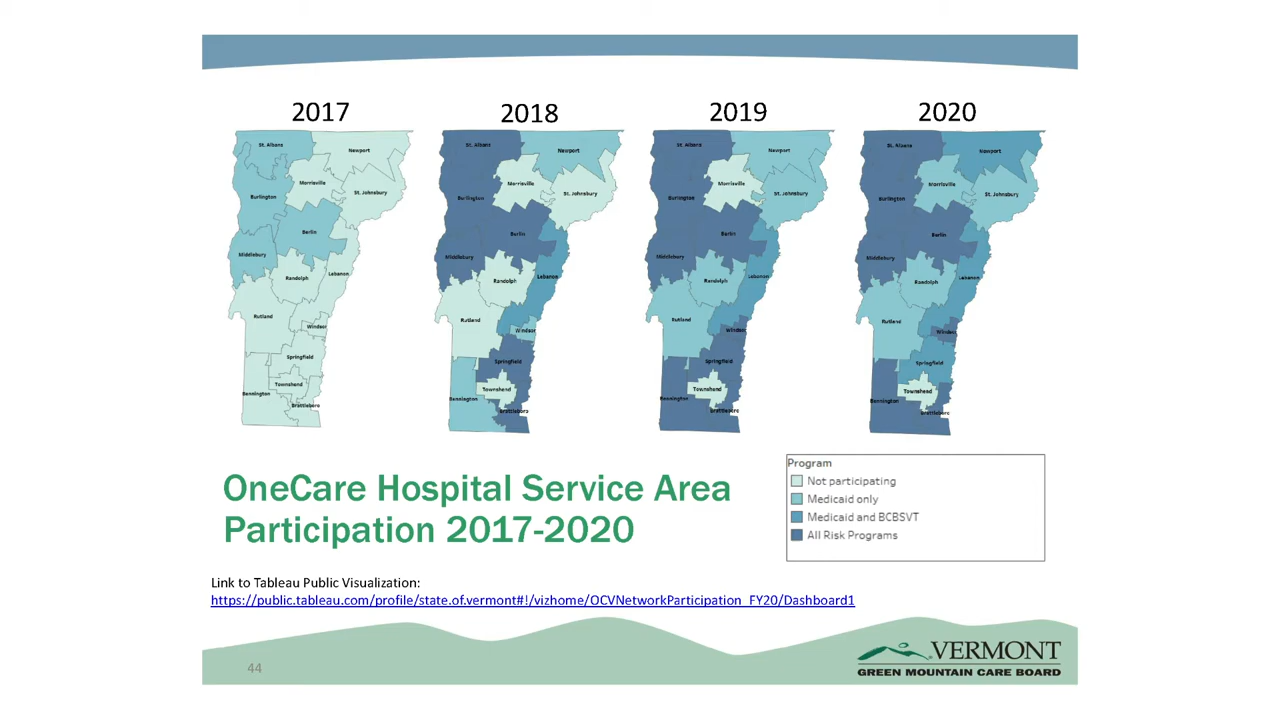 2017
2018
2019
2020
St. Albans
Newport
Morrisville
St. Johnsbury
Burlington
Berlin
Middlebury
Randolph
Lebanon
Rutland
Windsor
Springfield
Townshend
Bennington
Brattleboro
St. Albans
Newport
Morrisville
St. Johnsbury
Burlington
Berlin
Middlebury
Randolph
Lebanon
Rutland
Windsor
Springfield
Townshend
Bennington
Brattleboro
St. Albans
Newport
Morrisville
St. Johnsbury
Burlington
Berlin
Middlebury
Randolph
Lebanon
Rutland
Windsor
Springfield
Townshend
Bennington
Brattleboro
St. Albans
Newport
Morrisville
St. Johnsbury
Burlington
Berlin
Middlebury
Randolph
Lebanon
Rutland
Windsor
Springfield
Townshend
Bennington
Brattleboro
OneCare Hospital Service Area
Participation 2017-2020
Program
Not participating
Medicaid only
Medicaid and BCBSVT
All Risk Programs
Link to Tableau Public Visualization:
https://public.tableau.com/profile/state.of.vermont#!/vizhome/OCVNetworkParticipation_FY20/Dashboard1
44
VERMONT
GREEN MOUNTAIN CARE BOARD